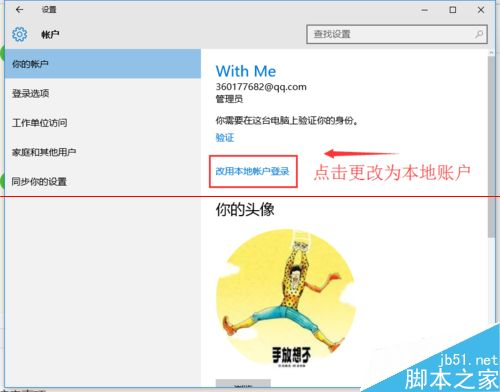 设置
帐户
查找设置
你的帐户
登录选项
工作单位访问
家庭和其他用户
同步你的设置
With Me
360177682@qq.com
管理员
你需要在这台电脑上验证你的身份。
验证
改用本地帐户登录
点击更改为本地账户
你的头像
手放想不
jb51.net
脚本之家